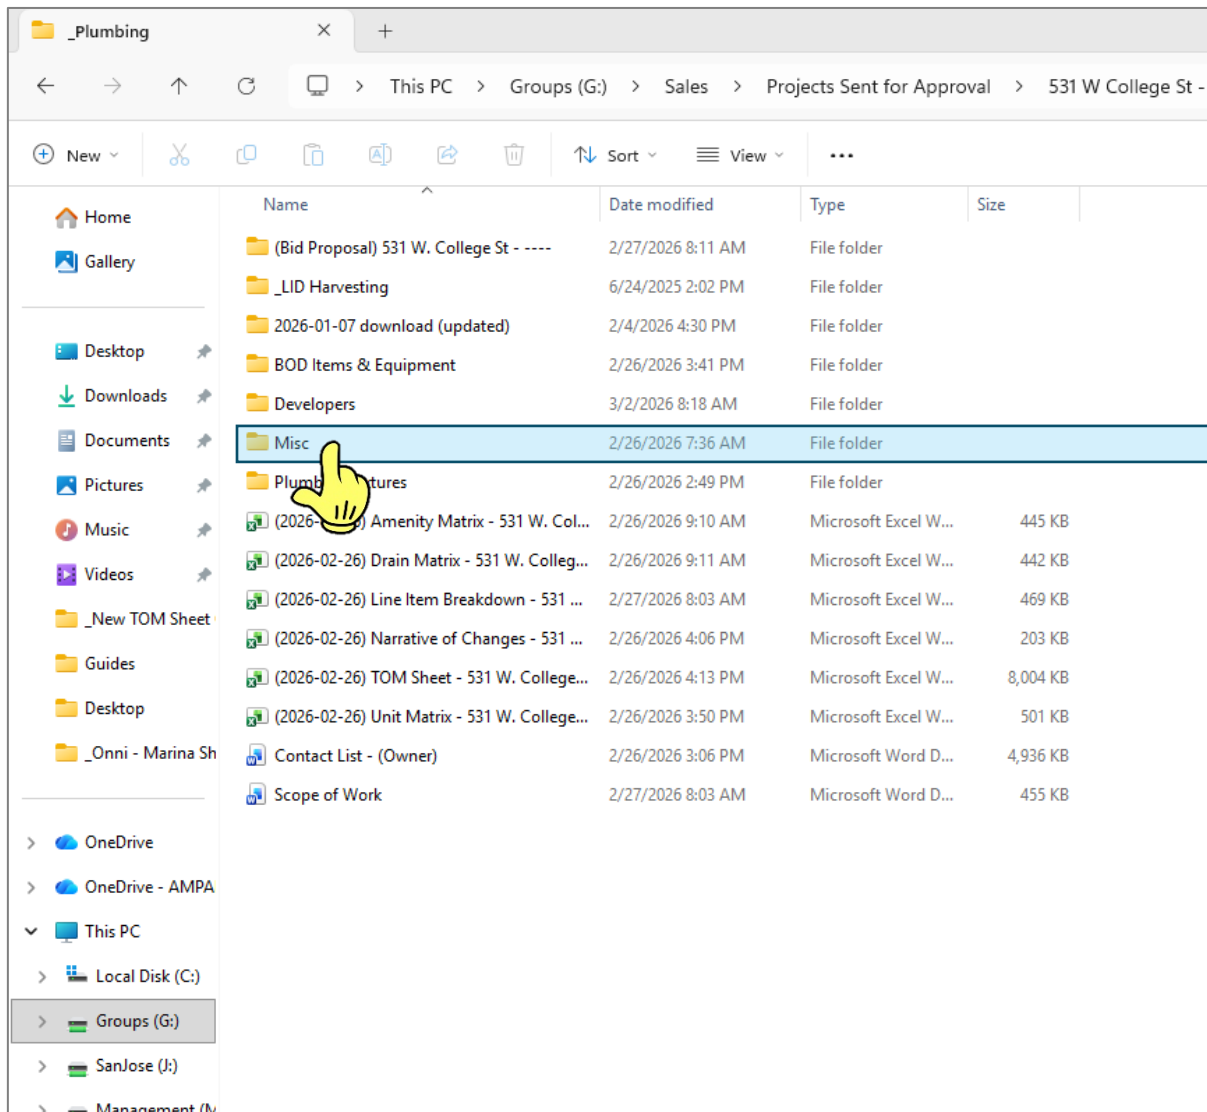 _Plumbing
This PC > Groups (G:) > Sales > Projects Sent for Approval > 531 W College St -
New Sort View ...
Name Date modified Type Size
Home
Gallery
Desktop
Downloads
Documents
Pictures
Music
Videos
_New TOM Sheet
Guides
Desktop
_Onni - Marina Sh
OneDrive
OneDrive - AMPA
This PC
Local Disk (C:)
Groups (G:)
SanJose (J:)
Management (M
(Bid Proposal) 531 W. College St - ---- 2/27/2026 8:11 AM File folder
_LID Harvesting 6/24/2025 2:02 PM File folder
2026-01-07 download (updated) 2/4/2026 4:30 PM File folder
BOD Items & Equipment 2/26/2026 3:41 PM File folder
Developers 3/2/2026 8:18 AM File folder
Misc 2/26/2026 7:36 AM File folder
2/26/2026 2:49 PM File folder
Amenity Matrix - 531 W. Col... 2/26/2026 9:10 AM Microsoft Excel W... 445 KB
(2026-02-26) Drain Matrix - 531 W. Colleg... 2/26/2026 9:11 AM Microsoft Excel W... 442 KB
(2026-02-26) Line Item Breakdown - 531 ... 2/27/2026 8:03 AM Microsoft Excel W... 469 KB
(2026-02-26) Narrative of Changes - 531 ... 2/26/2026 4:06 PM Microsoft Excel W... 203 KB
(2026-02-26) TOM Sheet - 531 W. College... 2/26/2026 4:13 PM Microsoft Excel W... 8,004 KB
(2026-02-26) Unit Matrix - 531 W. College... 2/26/2026 3:50 PM Microsoft Excel W... 501 KB
Contact List - (Owner) 2/26/2026 3:06 PM Microsoft Word D... 4,936 KB
Scope of Work 2/27/2026 8:03 AM Microsoft Word D... 455 KB